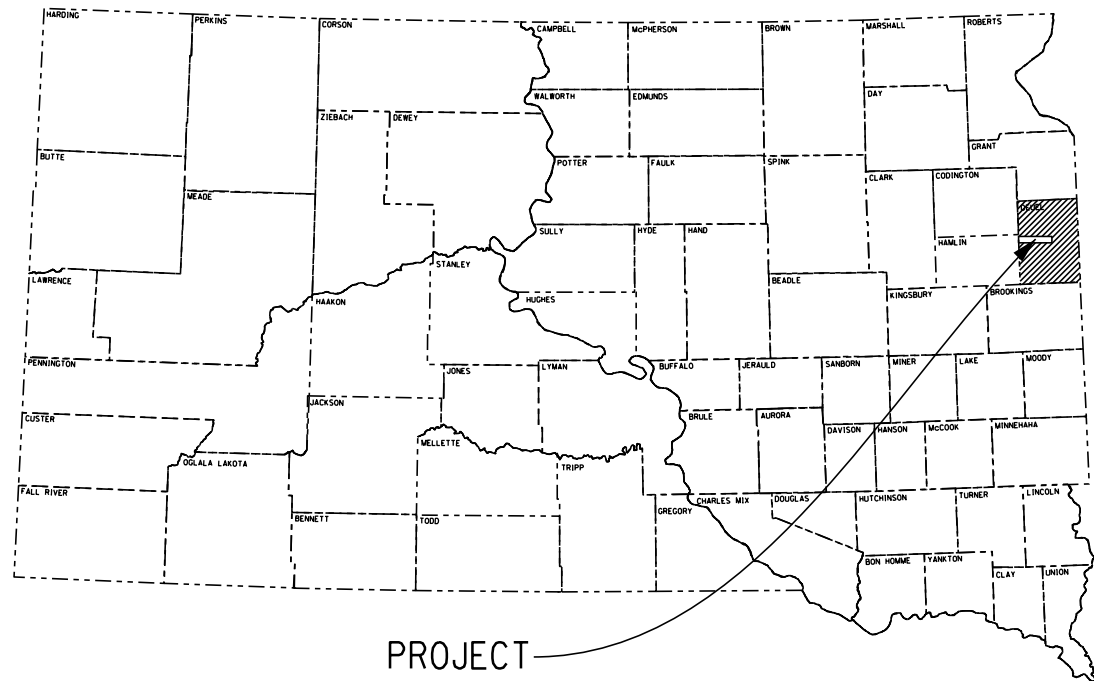 HARDING
PERKINS
CORSON
CAMPBELL
McPHERSON
BROWN
MARSHALL
ROBERTS
WALWORTH
EDMUNDS
DAY
ZIEBACH
DEWEY
GRANT
BUTTE
POTTER
FAULK
SPINK
CLARK
CODINGTON
MEADE
DEUEL
SULLY
HYDE
HAND
HAMLIN
STANLEY
LAWRENCE
BEADLE
HAAKON
HUGHES
KINGSBURY
BROOKINGS
PENNINGTON
JONES
LYMAN
BUFFALO
JERAULD
SANBORN
MINER
LAKE
MOODY
JACKSON
CUSTER
BRULE
AURORA
DAVISON
HANSON
McCOOK
MINNEHAHA
MELLETTE
OGLALA LAKOTA
TRIPP
FALL RIVER
CHARLES MIX
DOUGLAS
HUTCHINSON
TURNER
LINCOLN
GREGORY
BENNETT
TODD
BON HOMME
YANKTON
CLAY
UNION
PROJECT